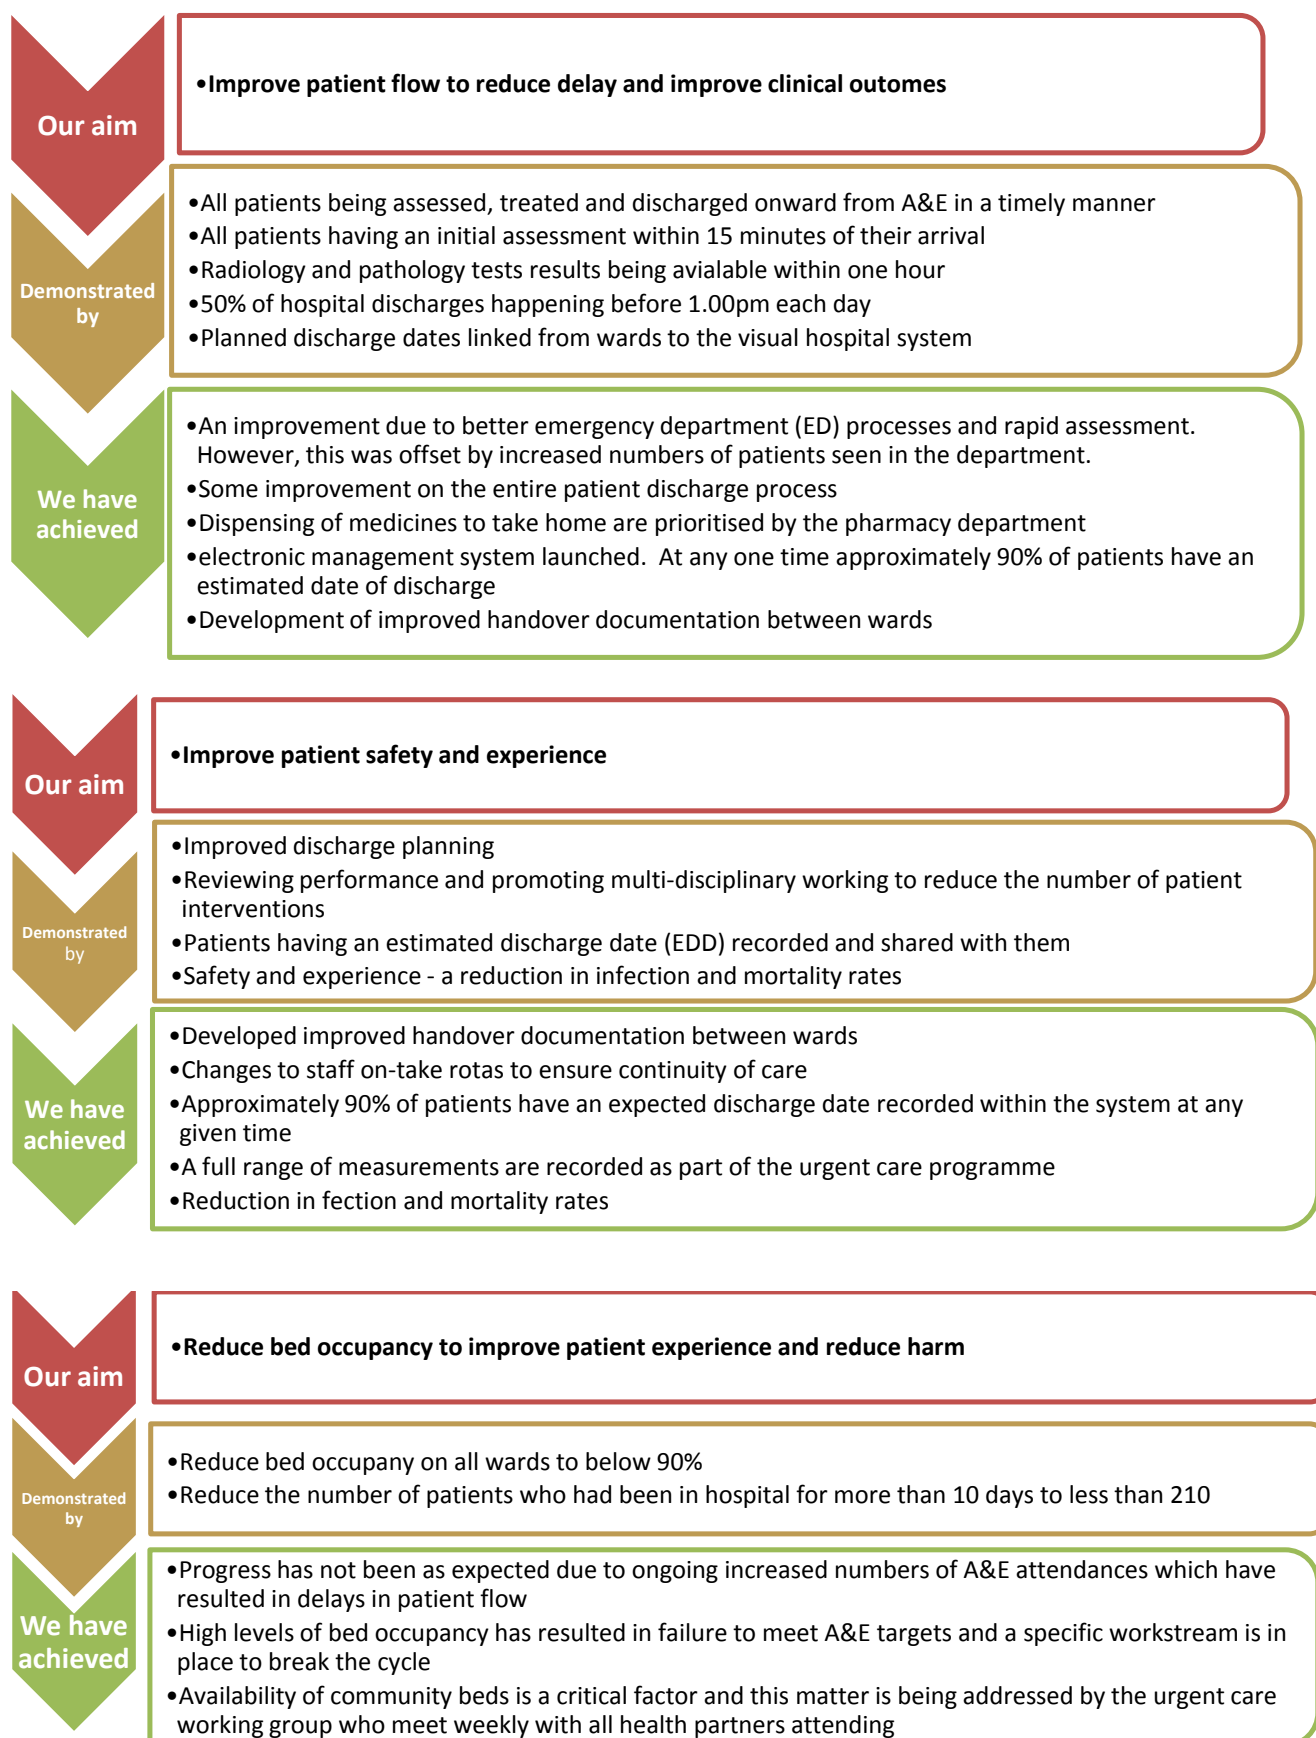 Our aim
•Improve patient flow to reduce delay and improve clinical outcomes
Demonstrated
by
•All patients being assessed, treated and discharged onward from A&E in a timely manner
•All patients having an initial assessment within 15 minutes of their arrival
•Radiology and pathology tests results being avialable within one hour
•50% of hospital discharges happening before 1.00pm each day
•Planned discharge dates linked from wards to the visual hospital system
We have
achieved
•An improvement due to better emergency department (ED) processes and rapid assessment.
However, this was offset by increased numbers of patients seen in the department.
•Some improvement on the entire patient discharge process
•Dispensing of medicines to take home are prioritised by the pharmacy department
•electronic management system launched.  At any one time approximately 90% of patients have an
estimated date of discharge
•Development of improved handover documentation between wards
Our aim
•Improve patient safety and experience
Demonstrated
by
•Improved discharge planning
•Reviewing performance and promoting multi-disciplinary working to reduce the number of patient
interventions
•Patients having an estimated discharge date (EDD) recorded and shared with them
•Safety and experience - a reduction in infection and mortality rates
We have
achieved
•Developed improved handover documentation between wards
•Changes to staff on-take rotas to ensure continuity of care
•Approximately 90% of patients have an expected discharge date recorded within the system at any
given time
•A full range of measurements are recorded as part of the urgent care programme
•Reduction in fection and mortality rates
Our aim
•Reduce bed occupancy to improve patient experience and reduce harm
Demonstrated
by
•Reduce bed occupany on all wards to below 90%
•Reduce the number of patients who had been in hospital for more than 10 days to less than 210
We have
achieved
•Progress has not been as expected due to ongoing increased numbers of A&E attendances which have
resulted in delays in patient flow
•High levels of bed occupancy has resulted in failure to meet A&E targets and a specific workstream is in
place to break the cycle
•Availability of community beds is a critical factor and this matter is being addressed by the urgent care
working group who meet weekly with all health partners attending